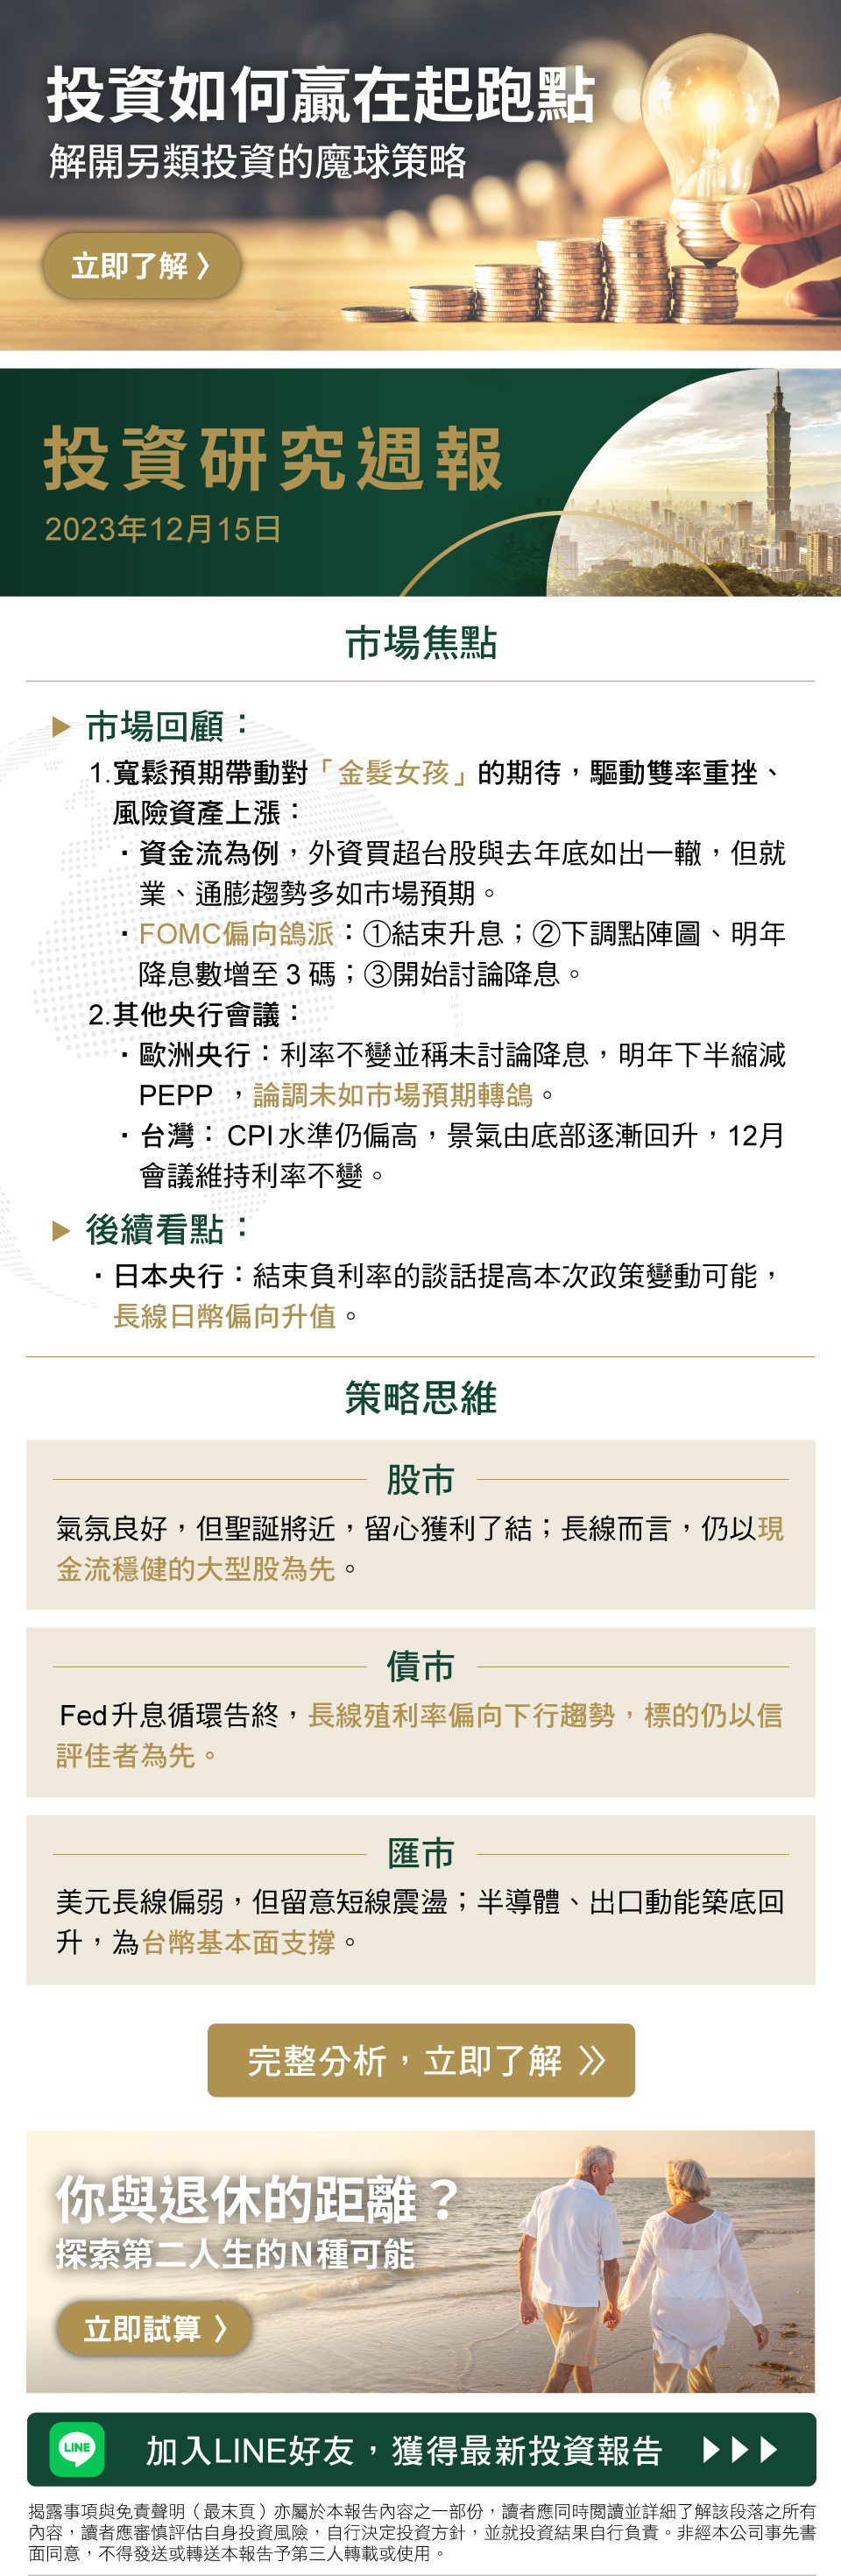 投資如何贏在起跑點
解開另類投資的魔球策略
立即了解 〉
投資研究週報
2023年12月15日
市場焦點
▶ 市場回顧：
1.寬鬆預期帶動對「金髮女孩」的期待，驅動雙率重挫、
風險資產上漲：
・資金流為例，外資買超台股與去年底如出一轍，但就
業、通膨趨勢多如市場預期。
・FOMC偏向鴿派：①結束升息；②下調點陣圖、明年
降息數增至 3 碼；③開始討論降息。
2.其他央行會議：
・歐洲央行：利率不變並稱未討論降息，明年下半縮減
PEPP ，論調未如市場預期轉鴿。
・台灣： CPI水準仍偏高，景氣由底部逐漸回升，12月
會議維持利率不變。
▶ 後續看點：
・日本央行：結束負利率的談話提高本次政策變動可能，
長線日幣偏向升值。
策略思維
股市
氣氛良好，但聖誕將近，留心獲利了結；長線而言，仍以現
金流穩健的大型股為先。
債市
Fed升息循環告終，長線殖利率偏向下行趨勢，標的仍以信
評佳者為先。
匯市
美元長線偏弱，但留意短線震盪；半導體、出口動能築底回
升，為台幣基本面支撐。
完整分析，立即了解 》
你與退休的距離？
探索第二人生的N種可能
立即試算 〉
LINE
加入LINE好友，獲得最新投資報告 ▶▶▶
揭露事項與免責聲明（最末頁）亦屬於本報告內容之一部份，讀者應同時閱讀並詳細了解該段落之所有
內容，讀者應審慎評估自身投資風險，自行決定投資方針，並就投資結果自行負責。非經本公司事先書
面同意，不得發送或轉送本報告予第三人轉載或使用。